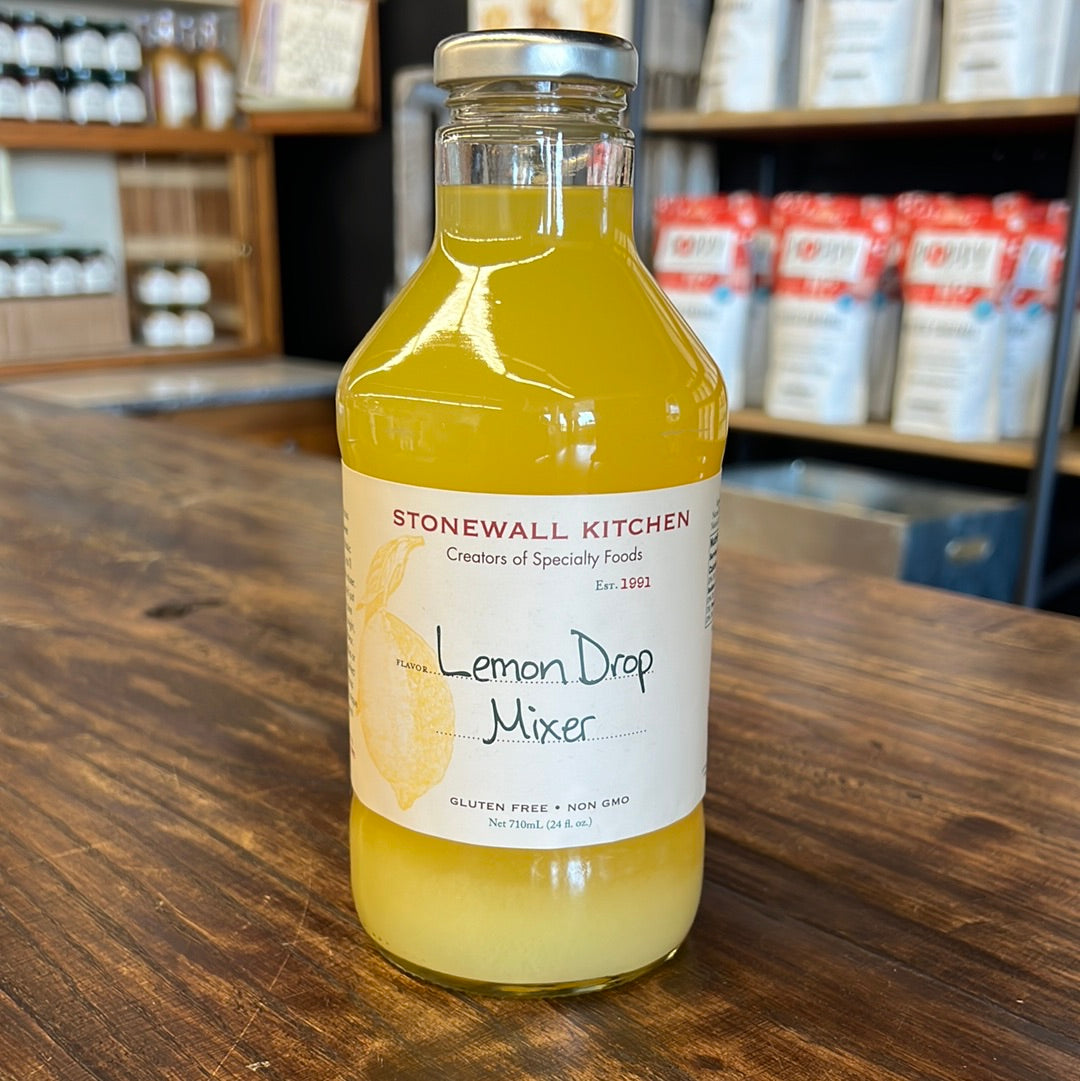 STONEWALL KITCHEN
Creators of Specialty Foods
EST. 1991
FLAVOR Lemon Drop
Mixer
GLUTEN FREE • NON GMO
Net 710mL (24 fl. oz.)